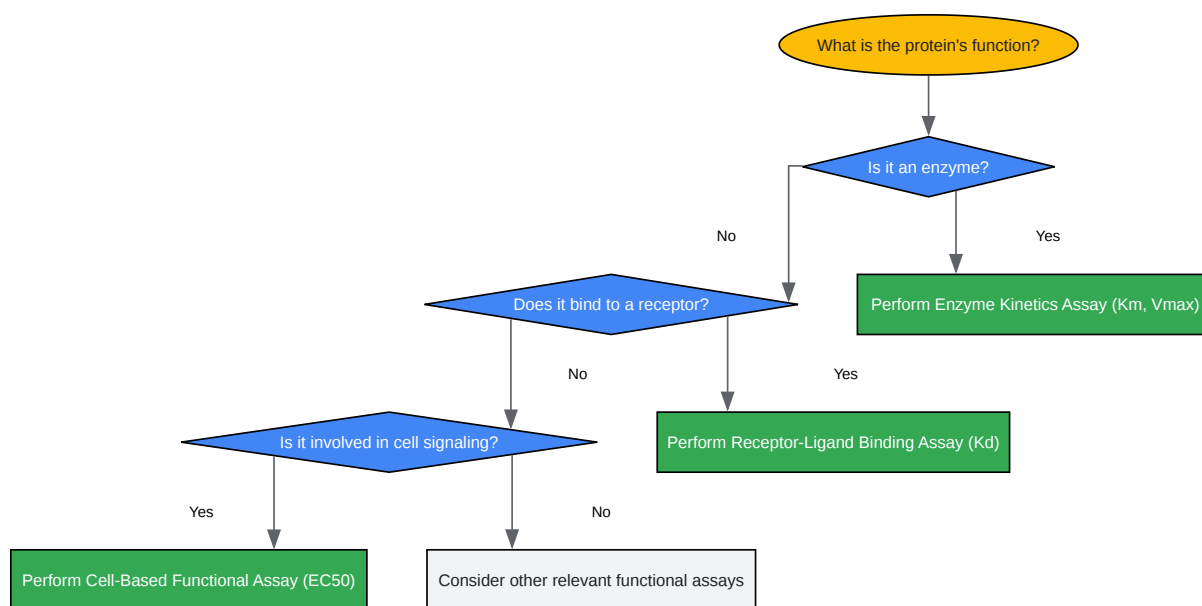 What is the protein's function?
Is it an enzyme?
No
Yes
Perform Enzyme Kinetics Assay (Km, Vmax)
Does it bind to a receptor?
No
Yes
Perform Receptor-Ligand Binding Assay (Kd)
Is it involved in cell signaling?
Yes
No
Perform Cell-Based Functional Assay (EC50)
Consider other relevant functional assays